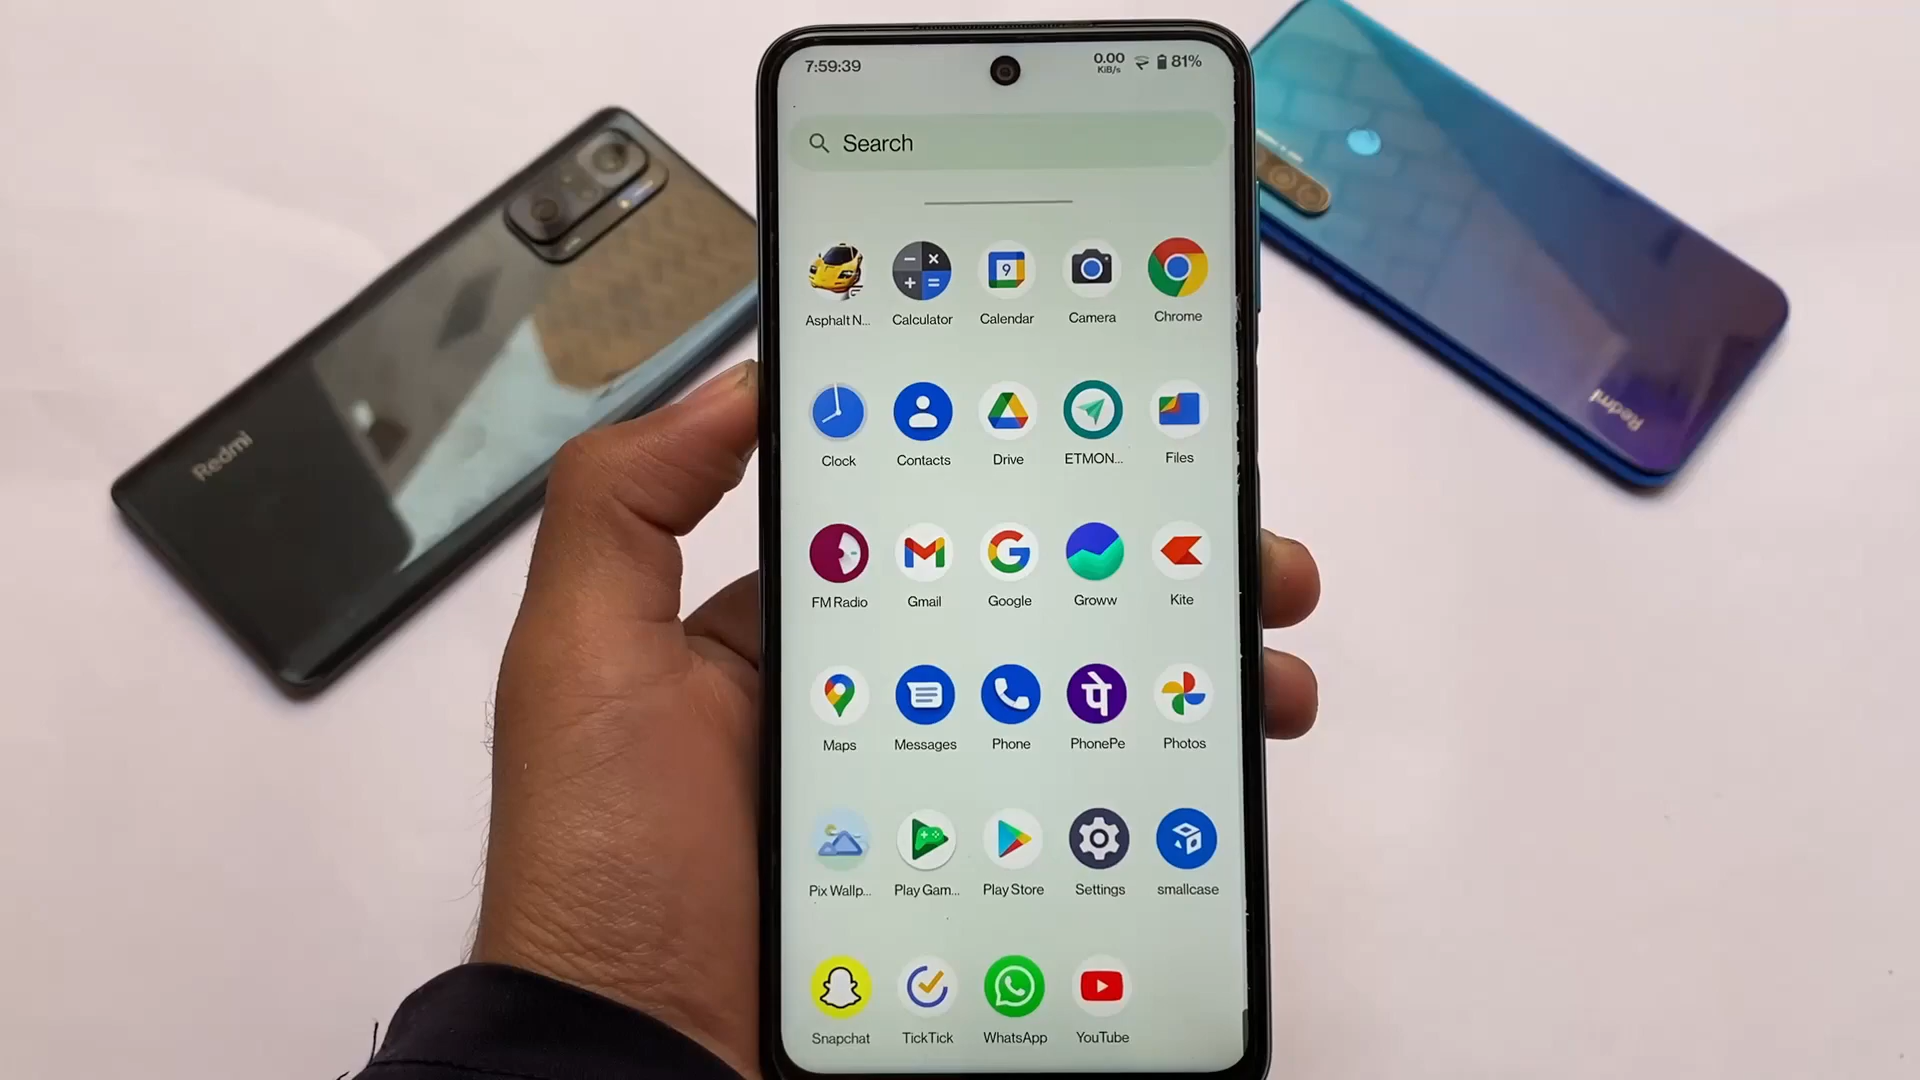 7:59:39
0.00
KiB/s
81%
Search
Asphalt N...
Calculator
Calendar
Camera
Chrome
Clock
Contacts
Drive
ETMON...
Files
FM Radio
Gmail
Google
Groww
Kite
Maps
Messages
Phone
PhonePe
Photos
Pix Wallp...
Play Gam...
Play Store
Settings
smallcase
Snapchat
TickTick
WhatsApp
YouTube
9
पे
Redmi
Redmi